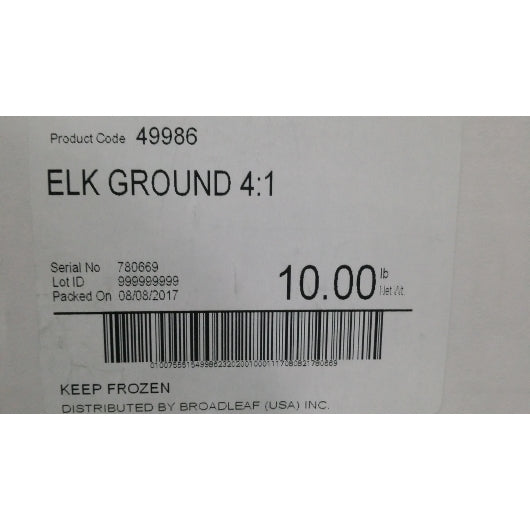 Product Code 49986
ELK GROUND 4:1
Serial No 780669
Lot ID 999999999
Packed On 08/08/2017
10.00 lb Net Wt.
KEEP FROZEN
DISTRIBUTED BY BROADLEAF (USA) INC.